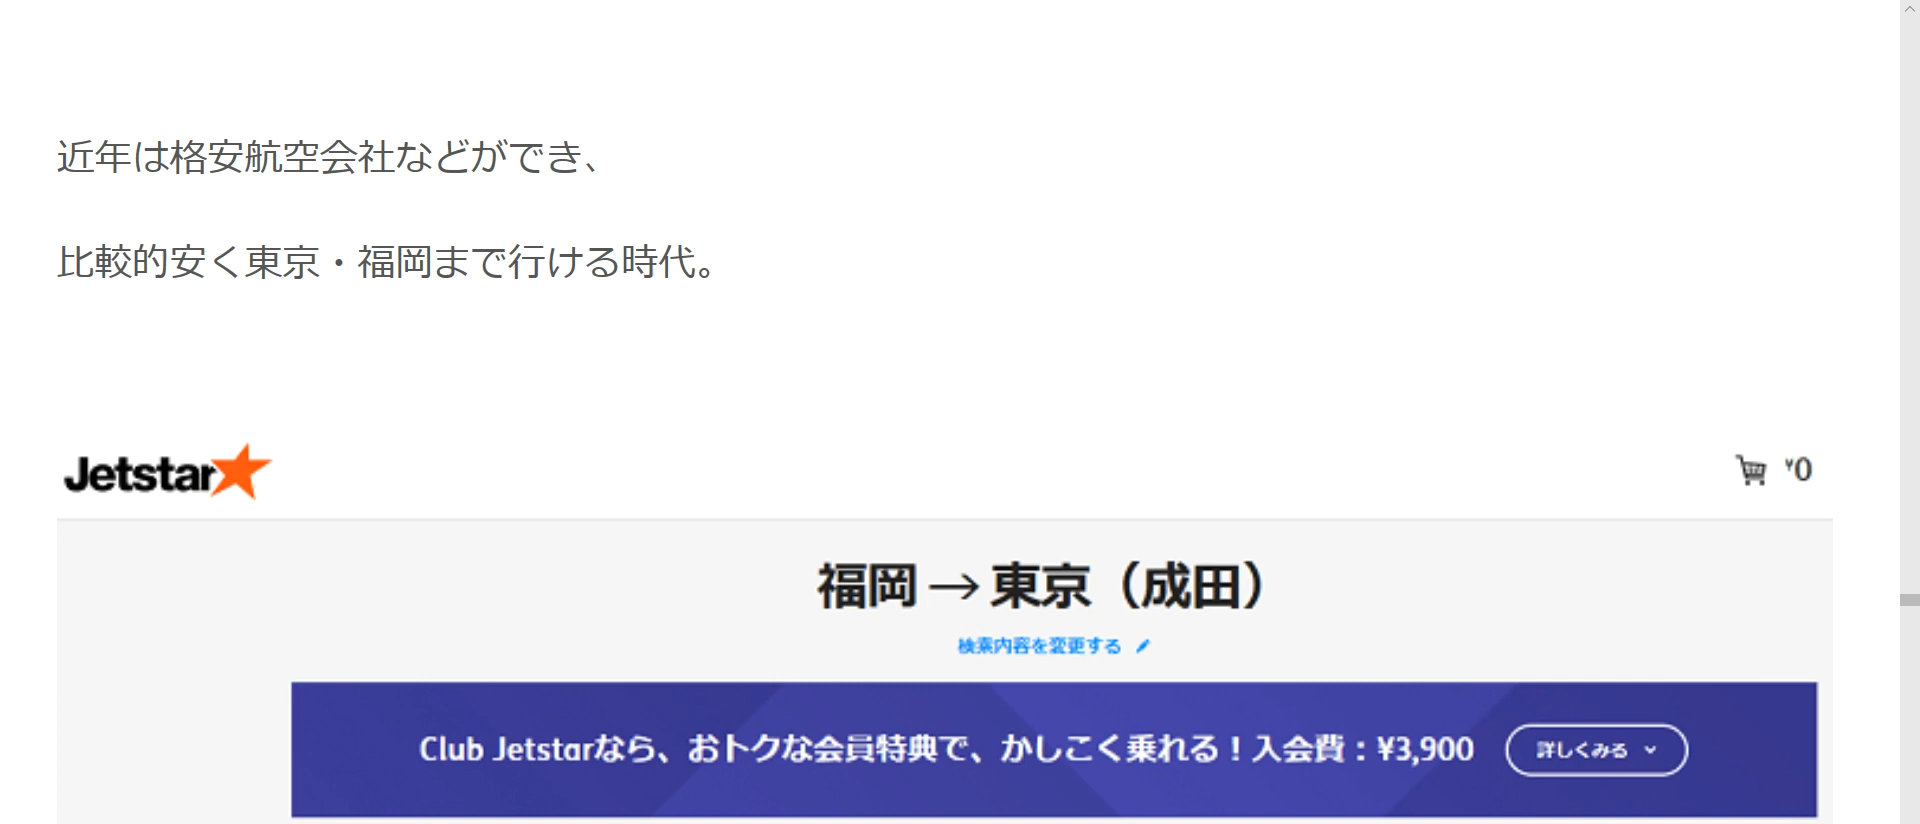 近年は格安航空会社などができ、
比較的安く東京・福岡まで行ける時代。
Jetstar
¥0
福岡→東京（成田）
検索内容を変更する
Club Jetstarなら、おトクな会員特典で、かしこく乗れる！入会費：¥3,900
詳しくみる